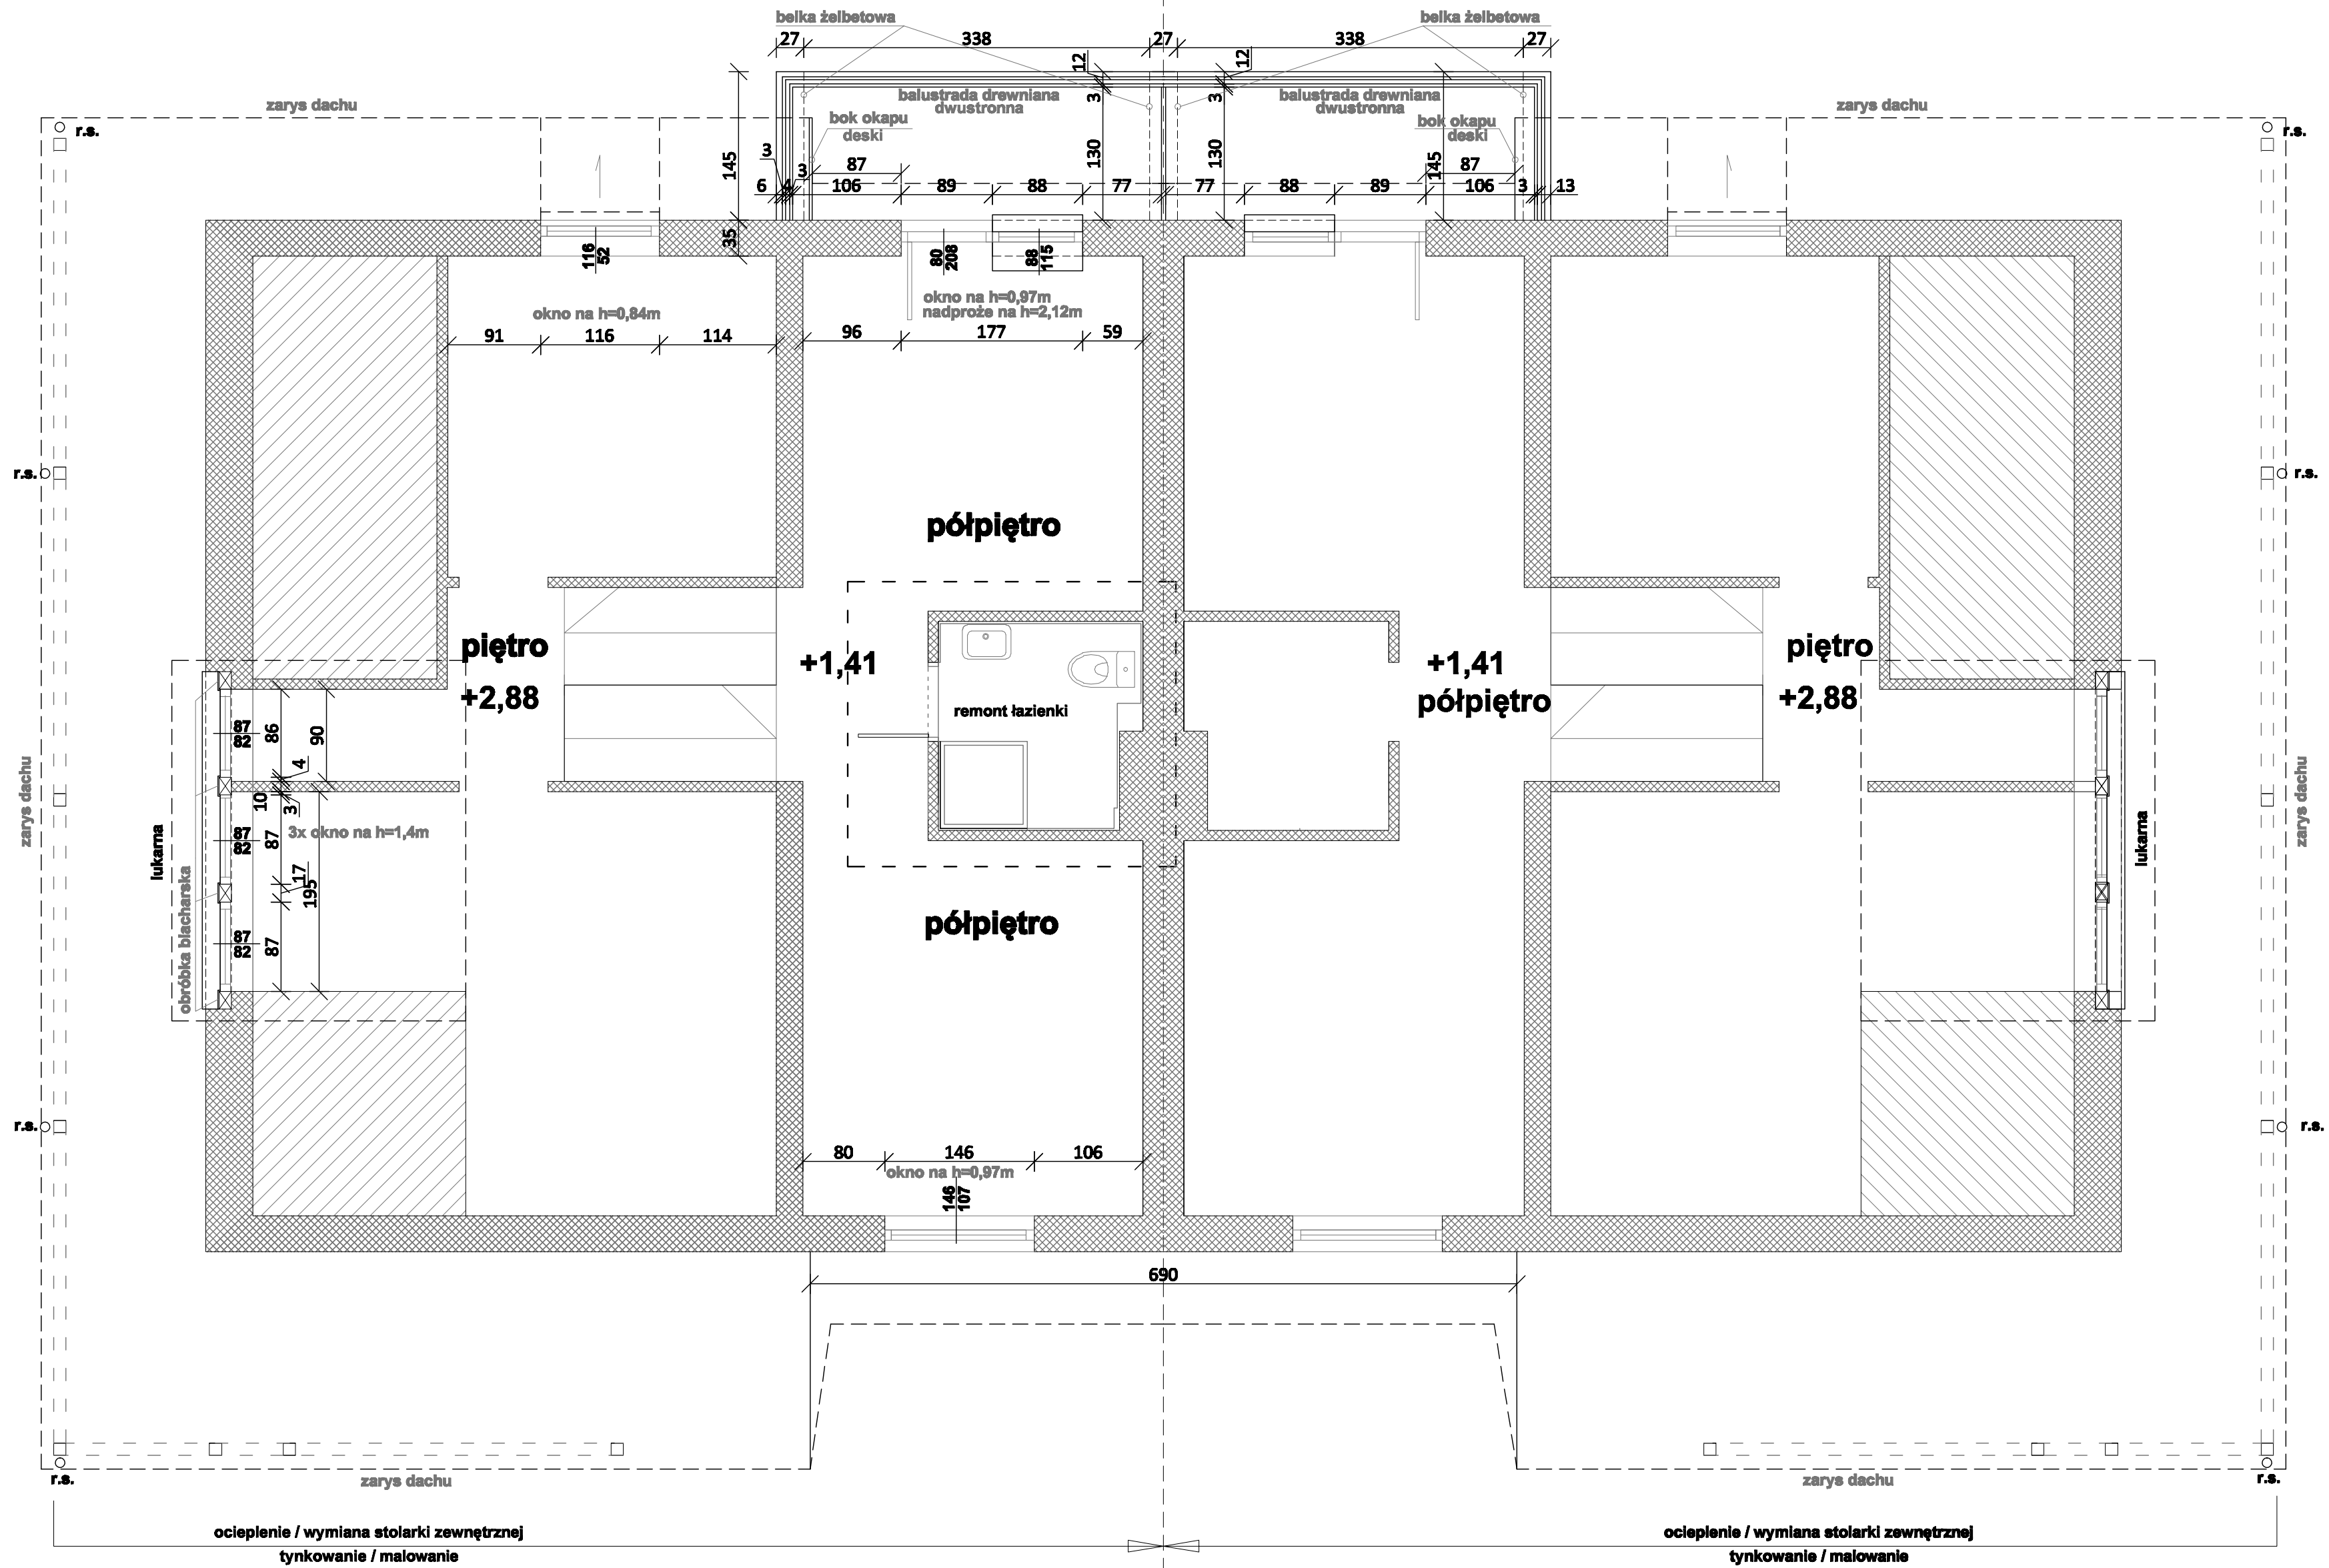 belka żelbetowa
belka żelbetowa
27
338
27
338
27
12
12
zarys dachu
balustrada drewniana
dwustronna
3
3
balustrada drewniana
dwustronna
zarys dachu
r.s.
bok okapu
deski
bok okapu
deski
r.s.
145
3
3
87
130
130
145
87
6
4
106
89
88
77
77
88
89
106
3
13
35
116
52
80
208
88
115
okno na h=0,84m
okno na h=0,97m
nadproże na h=2,12m
91
116
114
96
177
59
r.s.
r.s.
półpiętro
piętro
+2,88
+1,41
+1,41
półpiętro
piętro
+2,88
remont łazienki
87
82
86
90
4
10
3
zarys dachu
lukarna
87
82
87
3x okno na h=1,4m
17
195
obróbka blacharska
87
82
87
lukarna
zarys dachu
półpiętro
r.s.
r.s.
80
146
106
okno na h=0,97m
146
107
690
r.s.
zarys dachu
zarys dachu
r.s.
ocieplenie / wymiana stolarki zewnętrznej
tynkowanie / malowanie
ocieplenie / wymiana stolarki zewnętrznej
tynkowanie / malowanie